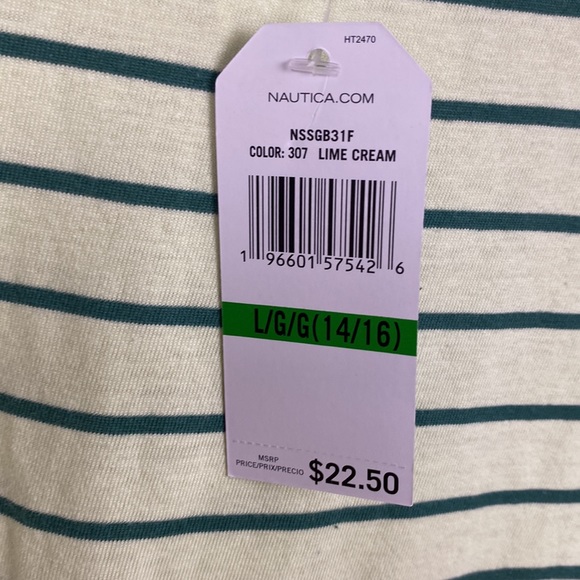 HT2470
NAUTICA.COM
NSSGB31F
COLOR: 307 LIME CREAM
1 96601 57542 6
L/G/G(14/16)
MSRP
PRICE/PRIX/PRECIO $22.50